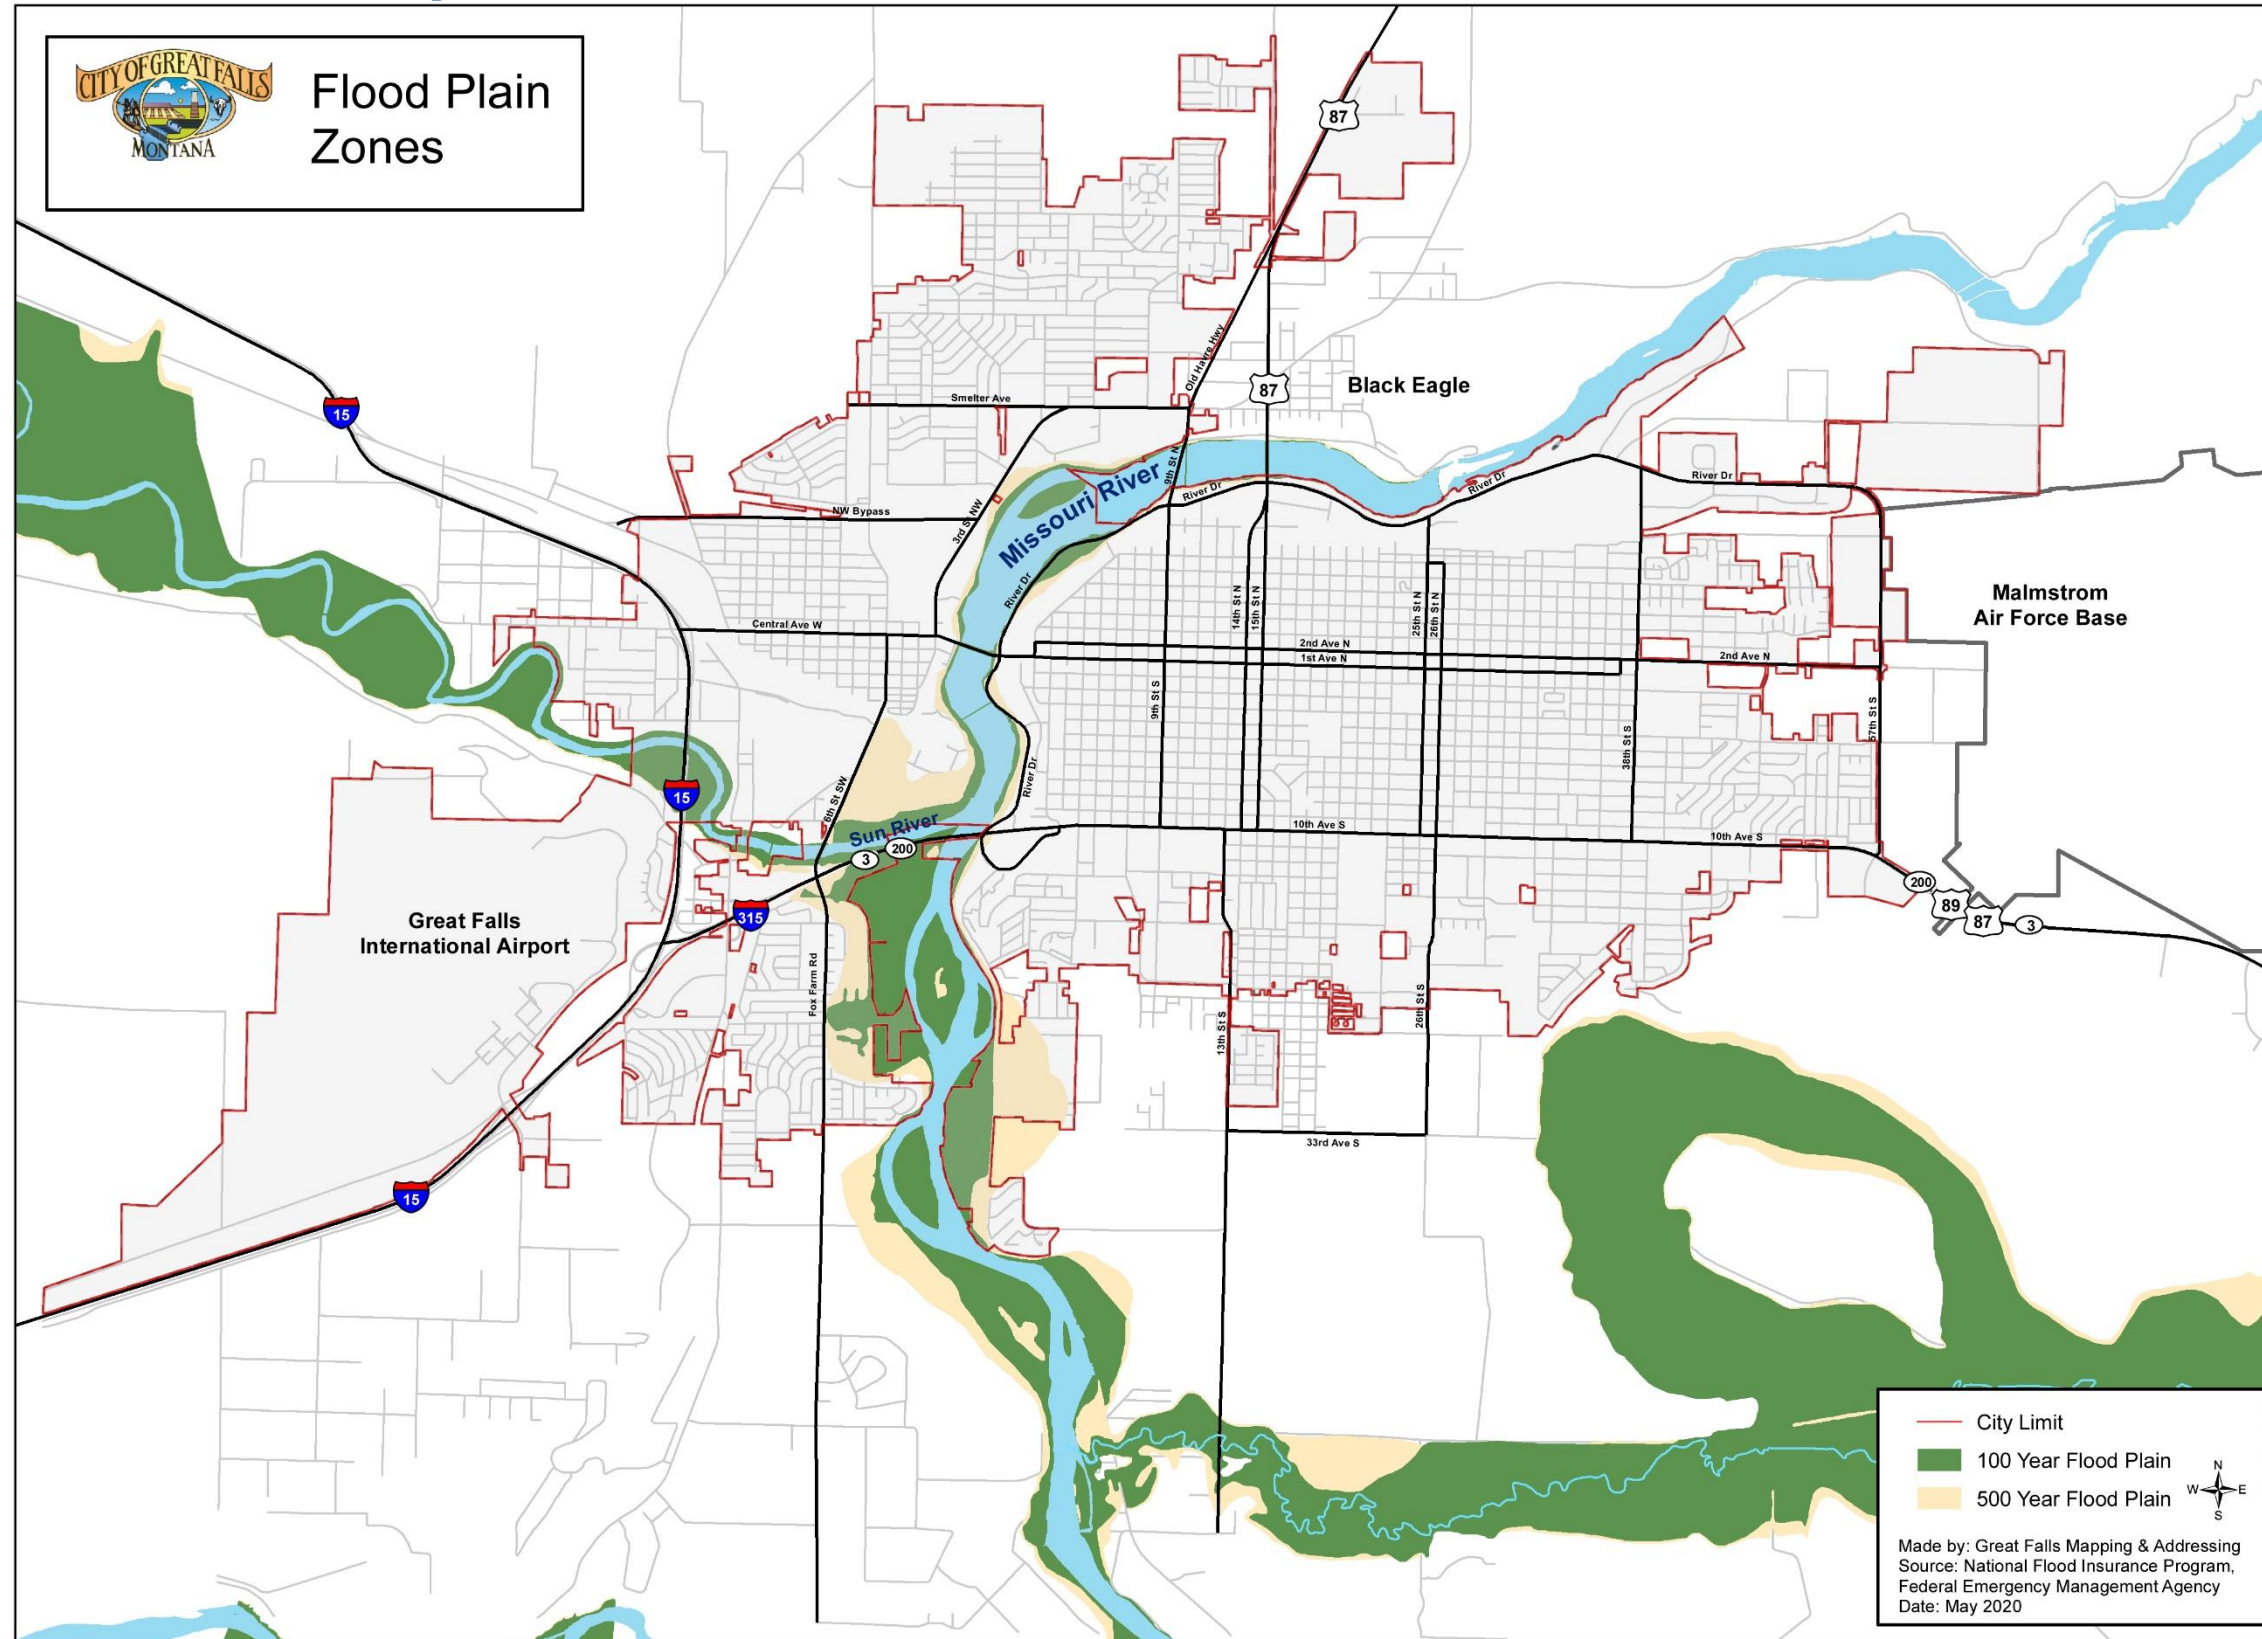 CITY OF GREAT FALLS
MONTANA
Flood Plain
Zones
87
15
Old Havre Hwy
87
Black Eagle
Smelter Ave
9th St N
Missouri River
River Dr
River Dr
River Dr
NW Bypass
3rd St NW
River Dr
Malmstrom
Air Force Base
14th St N
15th St N
25th St N
26th St N
Central Ave W
2nd Ave N
1st Ave N
2nd Ave N
9th St S
57th St S
38th St S
River Dr
15
6th St SW
Sun River
3
200
10th Ave S
10th Ave S
200
89
87
3
315
Great Falls
International Airport
Fox Farm Rd
26th St S
13th St S
33rd Ave S
15
City Limit
100 Year Flood Plain
500 Year Flood Plain
N
W
E
S
Made by: Great Falls Mapping & Addressing
Source: National Flood Insurance Program,
Federal Emergency Management Agency
Date: May 2020